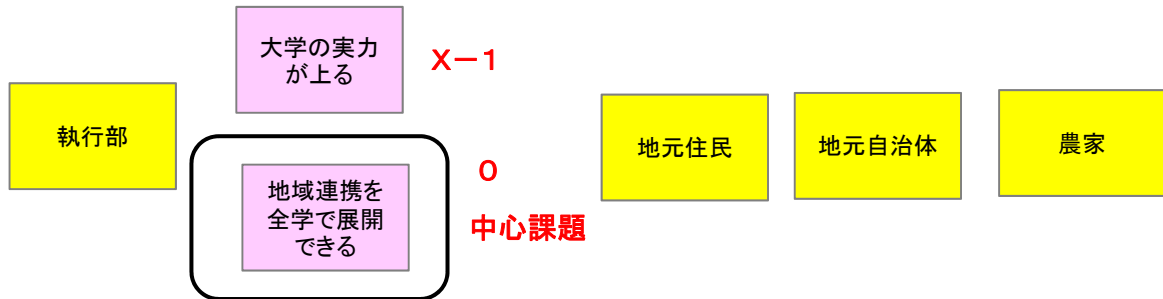 大学の実力
が上る
X－1
執行部
地元住民
地元自治体
農家
地域連携を
全学で展開
できる
0
中心課題